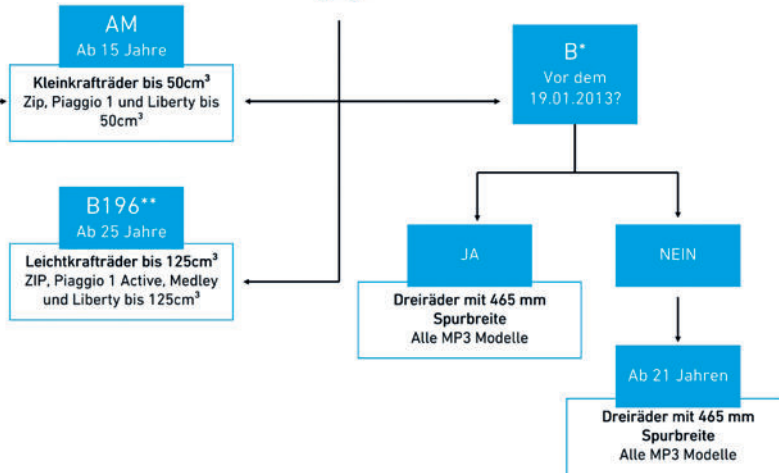 AM
Ab 15 Jahre
Kleinkrafträder bis 50cm³
Zip, Piaggio 1 und Liberty bis
50cm³
B196**
Ab 25 Jahre
Leichtkrafträder bis 125cm³
ZIP, Piaggio 1 Active, Medley
und Liberty bis 125cm³
B*
Vor dem
19.01.2013?
JA
Dreiräder mit 465 mm
Spurbreite
Alle MP3 Modelle
NEIN
Ab 21 Jahren
Dreiräder mit 465 mm
Spurbreite
Alle MP3 Modelle